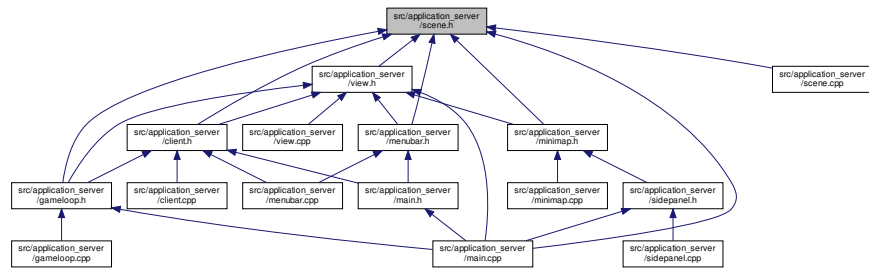 src/application_server
/scene.h
src/application_server
/view.h
src/application_server
/scene.cpp
src/application_server
/client.h
src/application_server
/view.cpp
src/application_server
/menubar.h
src/application_server
/minimap.h
src/application_server
/gameloop.h
src/application_server
/client.cpp
src/application_server
/menubar.cpp
src/application_server
/main.h
src/application_server
/minimap.cpp
src/application_server
/sidepanel.h
src/application_server
/gameloop.cpp
src/application_server
/main.cpp
src/application_server
/sidepanel.cpp